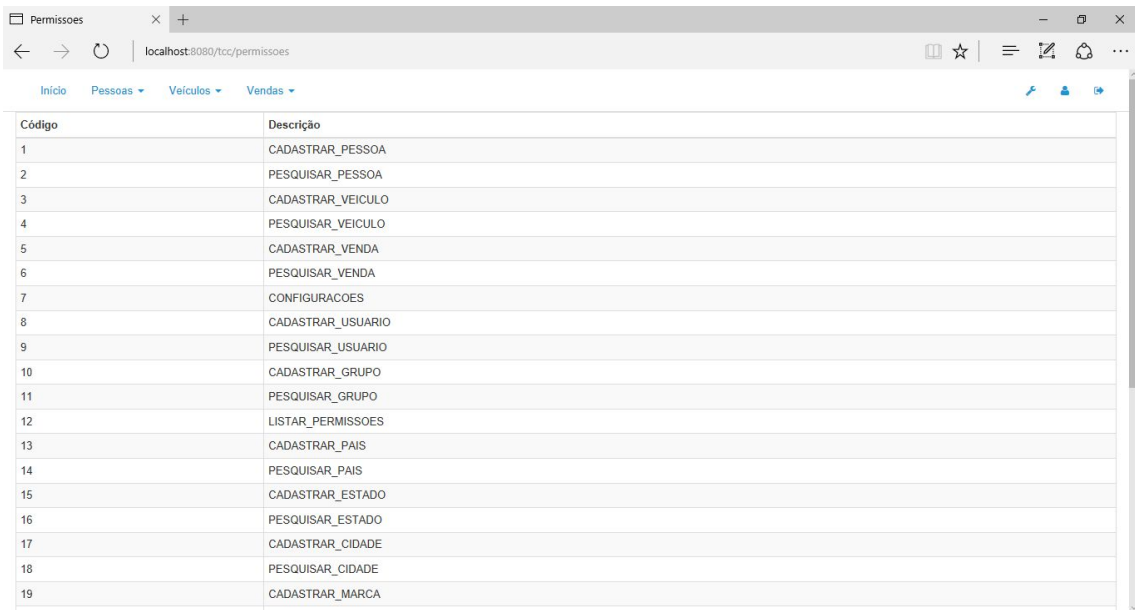 Permissoes
localhost:8080/tcc/permissoes
Início Pessoas Veículos Vendas
Código Descrição
1 CADASTRAR_PESSOA
2 PESQUISAR_PESSOA
3 CADASTRAR_VEICULO
4 PESQUISAR_VEICULO
5 CADASTRAR_VENDA
6 PESQUISAR_VENDA
7 CONFIGURACOES
8 CADASTRAR_USUARIO
9 PESQUISAR_USUARIO
10 CADASTRAR_GRUPO
11 PESQUISAR_GRUPO
12 LISTAR_PERMISSOES
13 CADASTRAR_PAIS
14 PESQUISAR_PAIS
15 CADASTRAR_ESTADO
16 PESQUISAR_ESTADO
17 CADASTRAR_CIDADE
18 PESQUISAR_CIDADE
19 CADASTRAR_MARCA